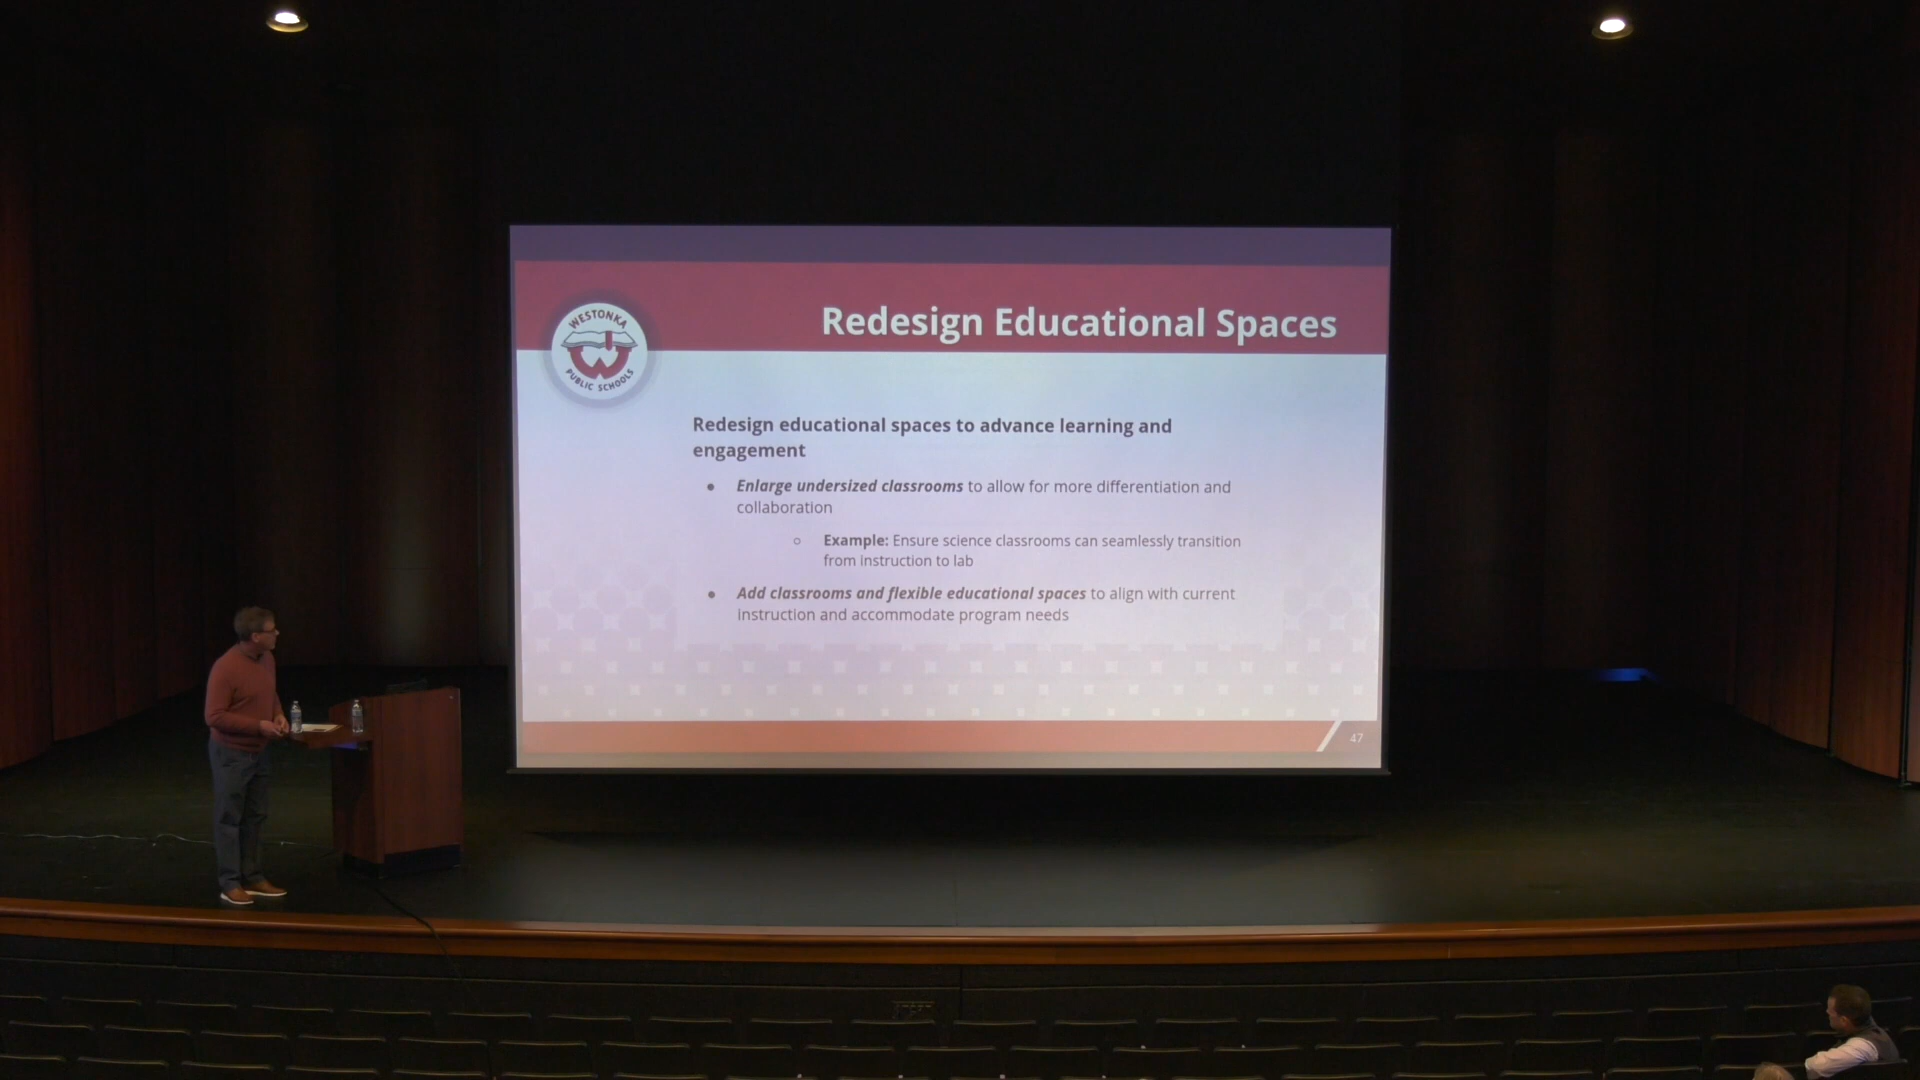 Redesign Educational Spaces
WESTONKA
PUBLIC SCHOOLS
Redesign educational spaces to advance learning and
engagement
● Enlarge undersized classrooms to allow for more differentiation and
collaboration
○ Example: Ensure science classrooms can seamlessly transition
from instruction to lab
● Add classrooms and flexible educational spaces to align with current
instruction and accommodate program needs
47